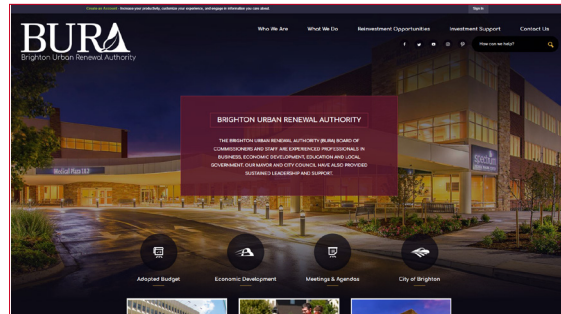 Create an Account - Increase your productivity, customize your experience, and engage in information you care about.
Sign In
BURA
Brighton Urban Renewal Authority
Who We Are
What We Do
Reinvestment Opportunities
Investment Support
Contact Us
How can we help?
BRIGHTON URBAN RENEWAL AUTHORITY
THE BRIGHTON URBAN RENEWAL AUTHORITY (BURA) BOARD OF
COMMISSIONERS AND STAFF ARE EXPERIENCED PROFESSIONALS IN
BUSINESS, ECONOMIC DEVELOPMENT, EDUCATION AND LOCAL
GOVERNMENT. OUR MAYOR AND CITY COUNCIL HAVE ALSO PROVIDED
SUSTAINED LEADERSHIP AND SUPPORT.
Medical Plaza 1&2
spectrum
Adopted Budget
Economic Development
Meetings & Agendas
City of Brighton